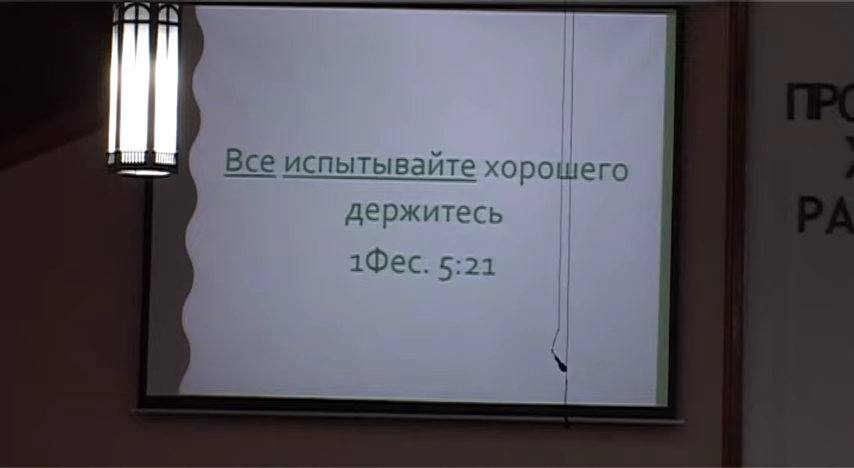 Все испытывайте хорошего
держитесь
1Фес. 5:21